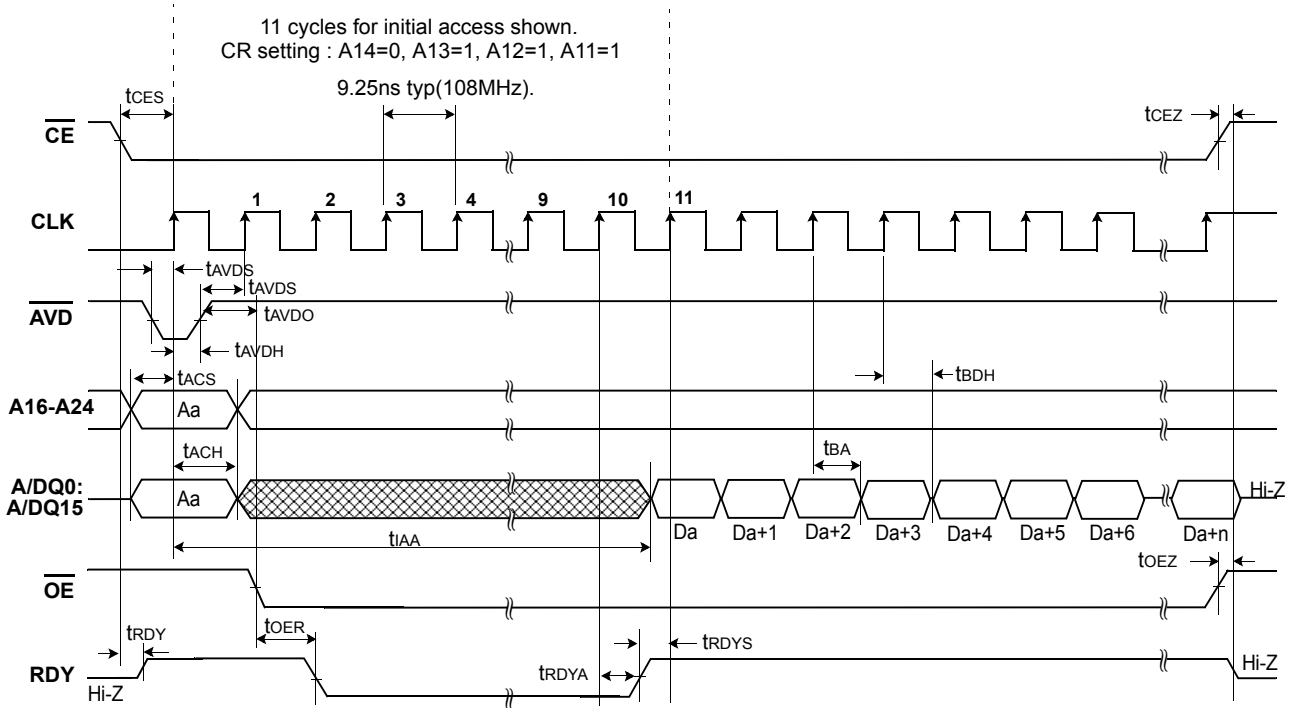 11 cycles for initial access shown.
CR setting : A14=0, A13=1, A12=1, A11=1
9.25ns typ(108MHz).
tCES
tCEZ
CE
1 2 3 4 9 10 11
CLK
tAVDS
tAVDS
AVD
tAVDO
tAVDH
tACS
tBDH
A16-A24
Aa
tACH
tBA
A/DQ0:
A/DQ15
Aa
Hi-Z
Da Da+1 Da+2 Da+3 Da+4 Da+5 Da+6 Da+n
tIAA
tOEZ
OE
tOER
tRDY
tRDYS
RDY
tRDYA
Hi-Z
Hi-Z